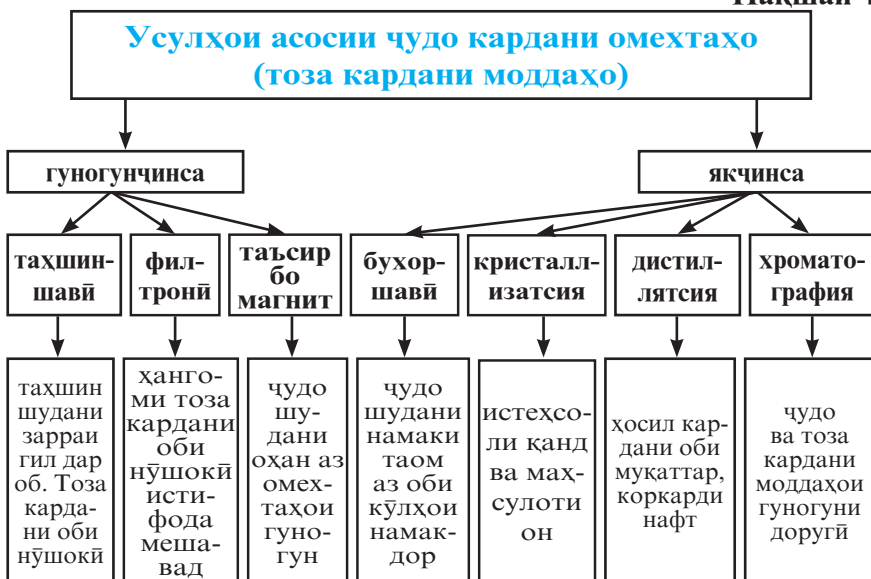 Усулҳои асосии ҷудо кардани омехтаҳо
(тоза кардани моддаҳо)
гуногунҷинса
якҷинса
таҳшин-
шавӣ
фил-
тронӣ
таъсир
бо
магнит
бухор-
шавӣ
кристалл-
изатсия
дистил-
лятсия
хромато-
графия
таҳшин
шудани
зарраи
гил дар
об. Тоза
карда-
ни оби
нӯшокӣ
ҳанго-
ми тоза
кардани
оби
нӯшокӣ
исти-
фода
меша-
вад
ҷудо
шу-
дани
оҳан аз
омех-
таҳои
гуно-
гун
ҷудо
шудани
намаки
таом
аз оби
кӯлҳои
намак-
дор
истеҳсо-
ли қанд
ва маҳ-
сулоти
он
ҳосил кар-
дани оби
муқаттар,
коркарди
нафт
ҷудо
ва тоза
кардани
моддаҳои
гуногуни
доругӣ